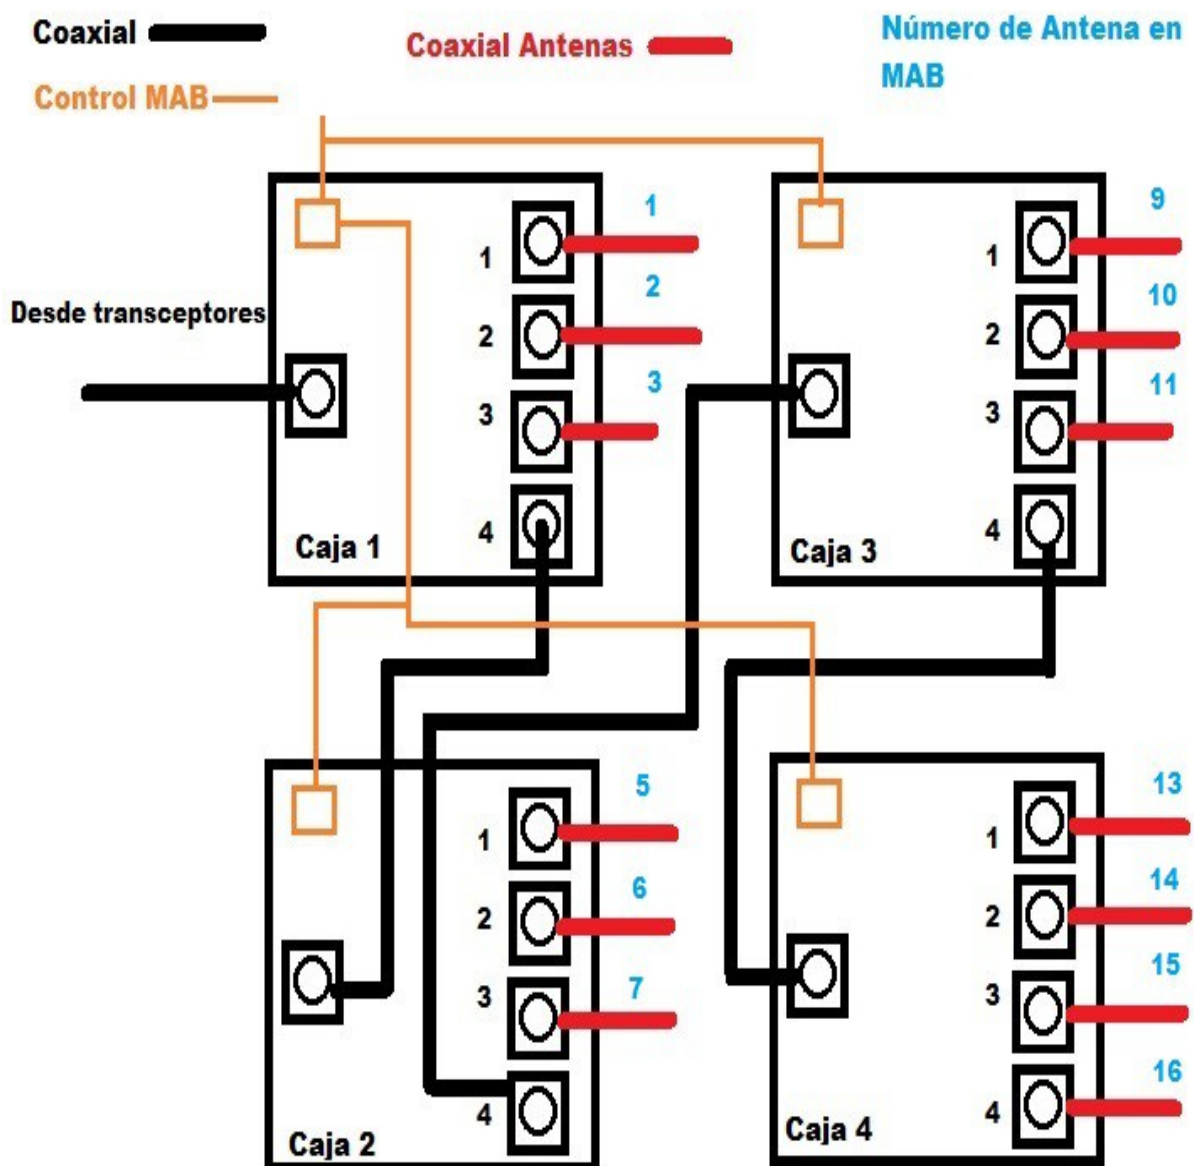 Coaxial
Coaxial Antenas
Número de Antena en
MAB
Control MAB
Desde transceptores
1
1
2
2
3
3
4
Caja 1
1
9
2
10
3
11
4
Caja 3
1
5
2
6
3
7
4
Caja 2
1
13
2
14
3
15
4
16
Caja 4